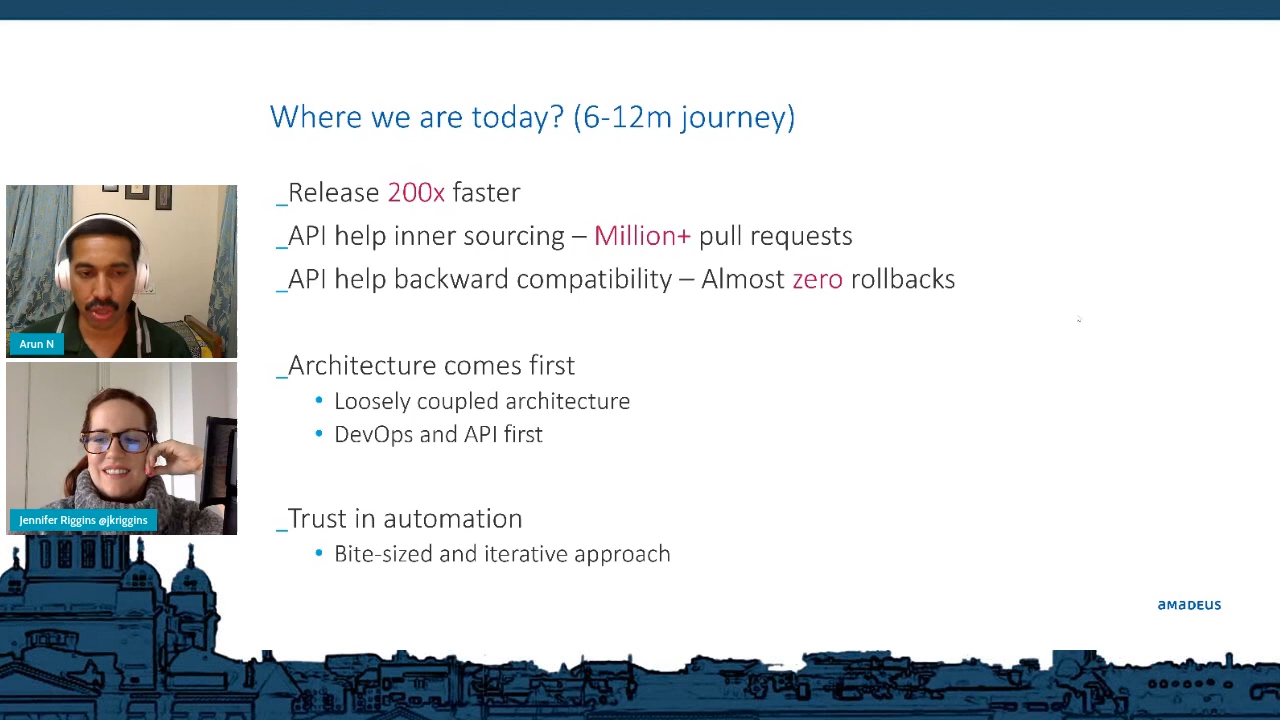 Where we are today? (6-12m journey)
_Release 200x faster
_API help inner sourcing – Million+ pull requests
_API help backward compatibility – Almost zero rollbacks
_Architecture comes first
• Loosely coupled architecture
• DevOps and API first
_Trust in automation
• Bite-sized and iterative approach
Arun N
Jennifer Riggins @jkriggins
amadeus